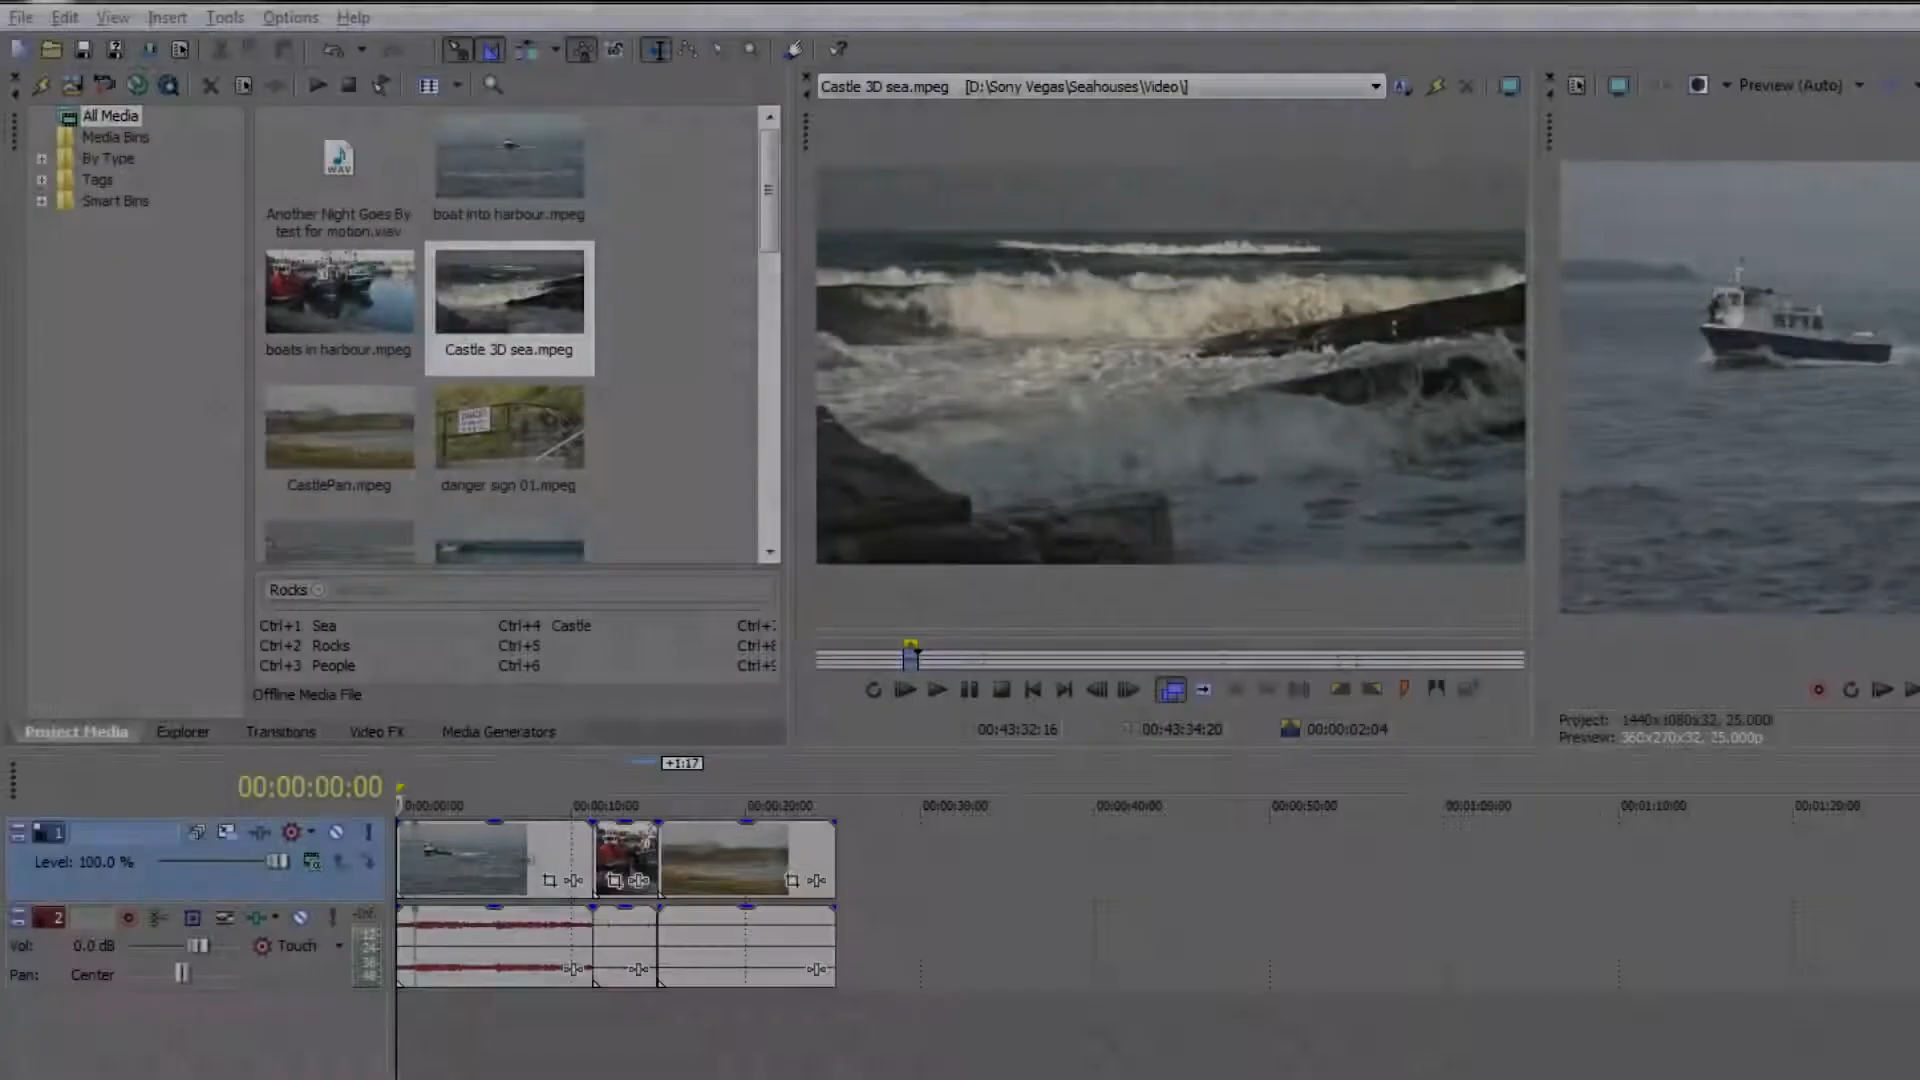 File Edit View Insert Tools Options Help
Castle 3D sea.mpeg [D:\Sony Vegas\Seahouses\Video\]
Preview (Auto)
All Media
Media Bins
By Type
Tags
Smart Bins
WAV
Another Night Goes By test for motion.wav
boat into harbour.mpeg
boats in harbour.mpeg
Castle 3D sea.mpeg
CastlePan.mpeg
danger sign 01.mpeg
Rocks
Ctrl+1 Sea Ctrl+4 Castle
Ctrl+2 Rocks Ctrl+5
Ctrl+3 People Ctrl+6
Offline Media File
Project Media Explorer Transitions Video FX Media Generators
00:43:32:16 00:43:34:20 00:00:02:04
Project: 1440x1080x32, 25.000i
Preview: 360x270x32, 25.000p
+1:17
00:00:00:00
0:00:00:00 00:00:10:00 00:00:20:00 00:00:30:00 00:00:40:00 00:00:50:00 00:01:00:00 00:01:10:00 00:01:20:00
1
Level: 100.0 %
2
-Inf.
Vol: 0.0 dB Touch
Pan: Center
12
24
36
48